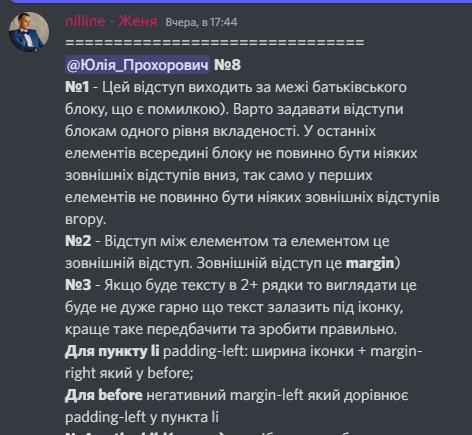 nilline - Женя Вчера, в 17:44
===============================
@Юлія_Прохорович №8
№1 - Цей відступ виходить за межі батьківського
блоку, що є помилкою). Варто задавати відступи
блокам одного рівня вкладеності. У останніх
елементів всередині блоку не повинно бути ніяких
зовнішніх відступів вниз, так само у перших
елементів не повинно бути ніяких зовнішніх відступів
вгору.
№2 - Відступ між елементом та елементом це
зовнішній відступ. Зовнішній відступ це margin)
№3 - Якщо буде тексту в 2+ рядки то виглядати це
буде не дуже гарно що текст залазить під іконку,
краще таке передбачити та зробити правильно.
Для пункту li padding-left: ширина іконки + margin-
right який у before;
Для before негативний margin-left який дорівнює
padding-left у пункта li